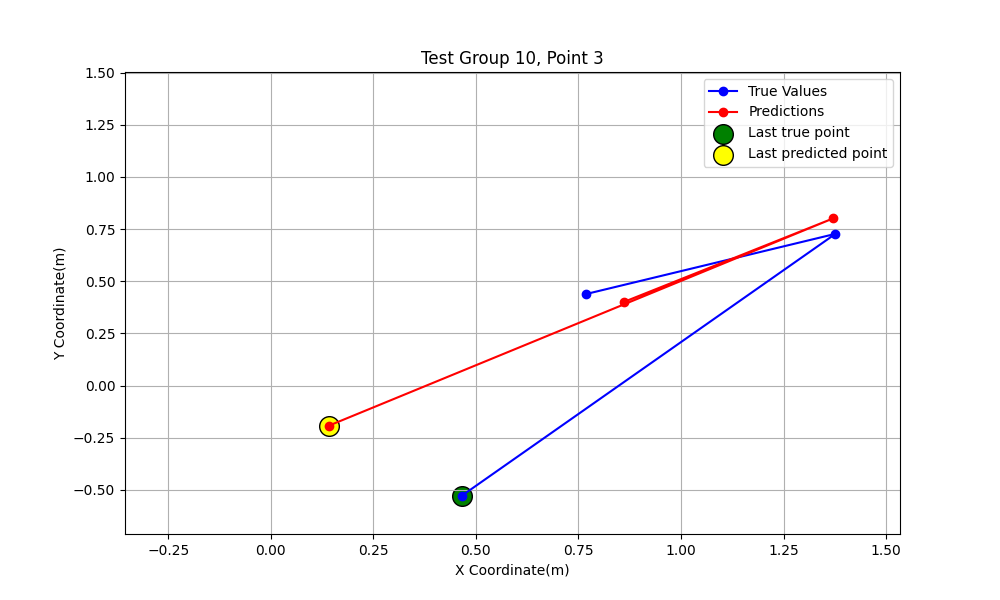 Test Group 10, Point 3
True Values
Predictions
Last true point
Last predicted point
Y Coordinate(m)
1.50
1.25
1.00
0.75
0.50
0.25
0.00
−0.25
−0.50
−0.25
0.00
0.25
0.50
0.75
1.00
1.25
1.50
X Coordinate(m)